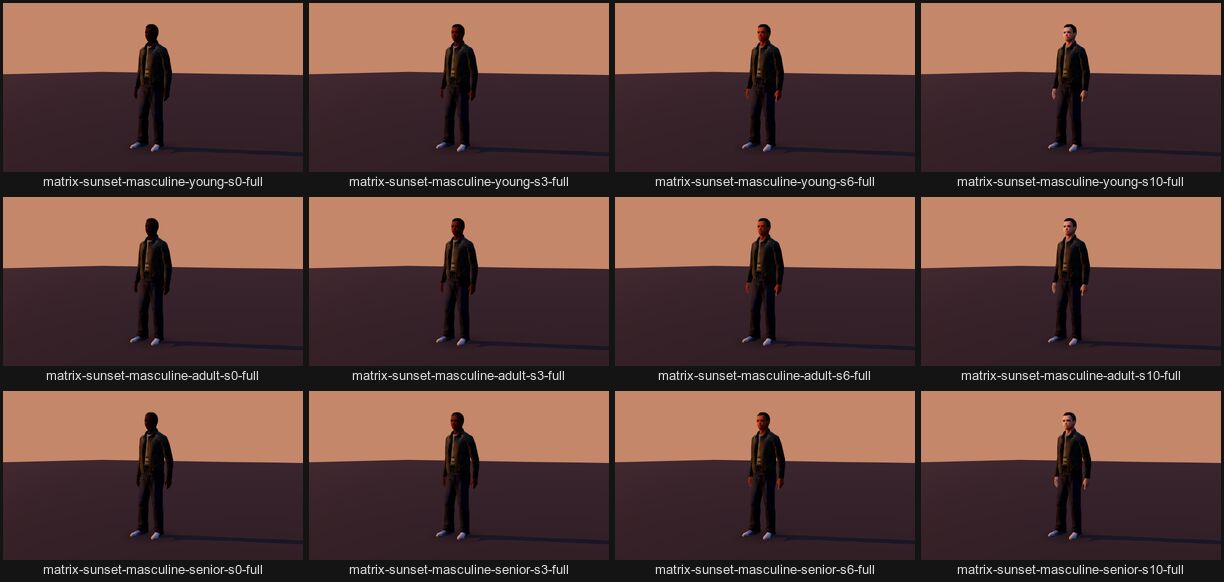 matrix-sunset-masculine-young-s0-full
matrix-sunset-masculine-young-s3-full
matrix-sunset-masculine-young-s6-full
matrix-sunset-masculine-young-s10-full
matrix-sunset-masculine-adult-s0-full
matrix-sunset-masculine-adult-s3-full
matrix-sunset-masculine-adult-s6-full
matrix-sunset-masculine-adult-s10-full
matrix-sunset-masculine-senior-s0-full
matrix-sunset-masculine-senior-s3-full
matrix-sunset-masculine-senior-s6-full
matrix-sunset-masculine-senior-s10-full